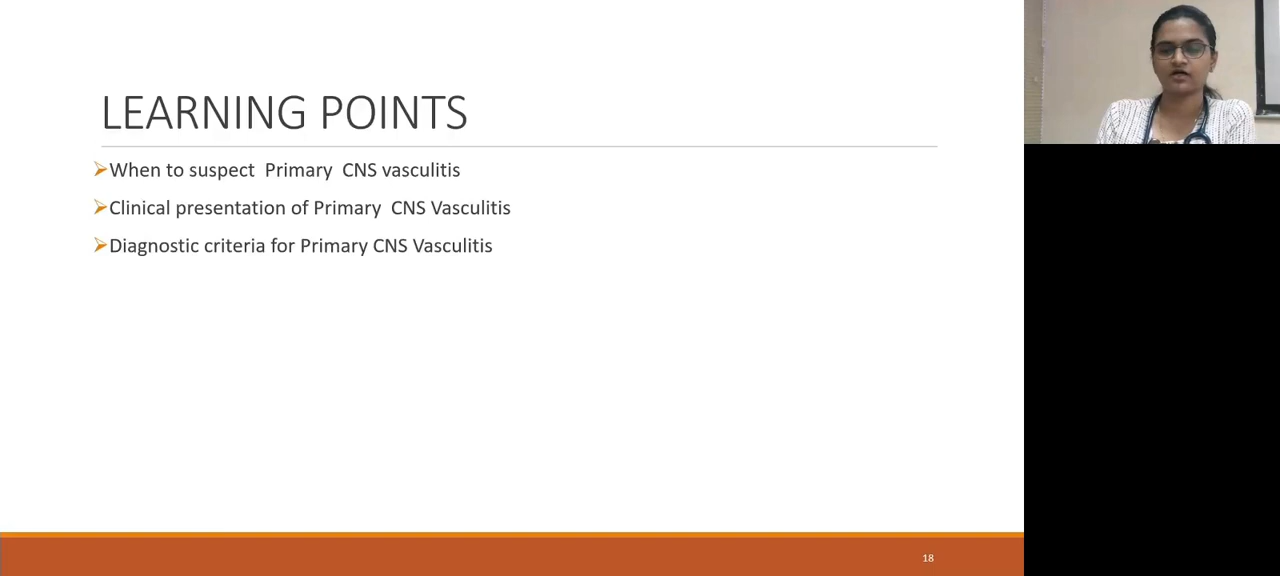 LEARNING POINTS
When to suspect Primary CNS vasculitis
Clinical presentation of Primary CNS Vasculitis
Diagnostic criteria for Primary CNS Vasculitis
18